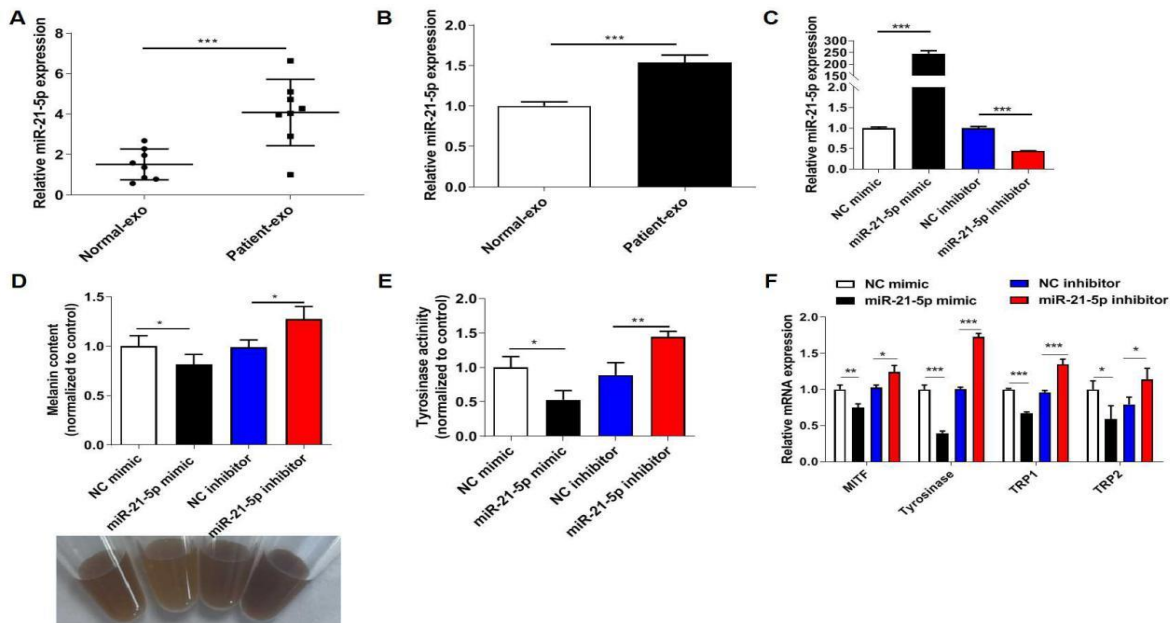 A
Relative miR-21-5p expression
8
6
4
2
0
***
Normal-exo
Patient-exo
B
Relative miR-21-5p expression
2.0
1.5
1.0
0.5
0.0
***
Normal-exo
Patient-exo
C
Relative miR-21-5p expression
300
250
200
150
2.0
1.5
1.0
0.5
0.0
***
***
NC mimic
miR-21-5p mimic
NC inhibitor
miR-21-5p inhibitor
D
Melanin content
(normalized to control)
1.5
1.0
0.5
0.0
*
*
NC mimic
miR-21-5p mimic
NC inhibitor
miR-21-5p inhibitor
E
Tyrosinase actiniity
(normalized to control)
2.0
1.5
1.0
0.5
0.0
*
**
NC mimic
miR-21-5p mimic
NC inhibitor
miR-21-5p inhibitor
F
NC mimic
NC inhibitor
miR-21-5p mimic
miR-21-5p inhibitor
Relative mRNA expression
2.0
1.5
1.0
0.5
0.0
**
*
***
***
***
***
*
*
MITF
Tyrosinase
TRP1
TRP2